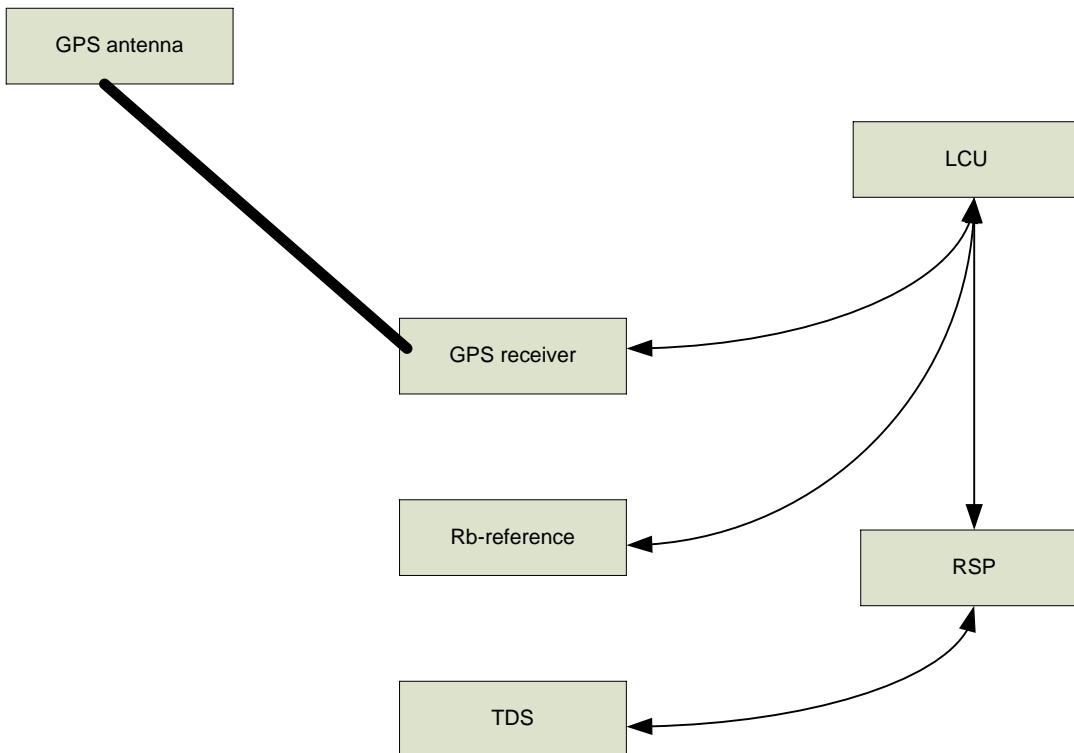 GPS antenna
LCU
GPS receiver
Rb-reference
RSP
TDS